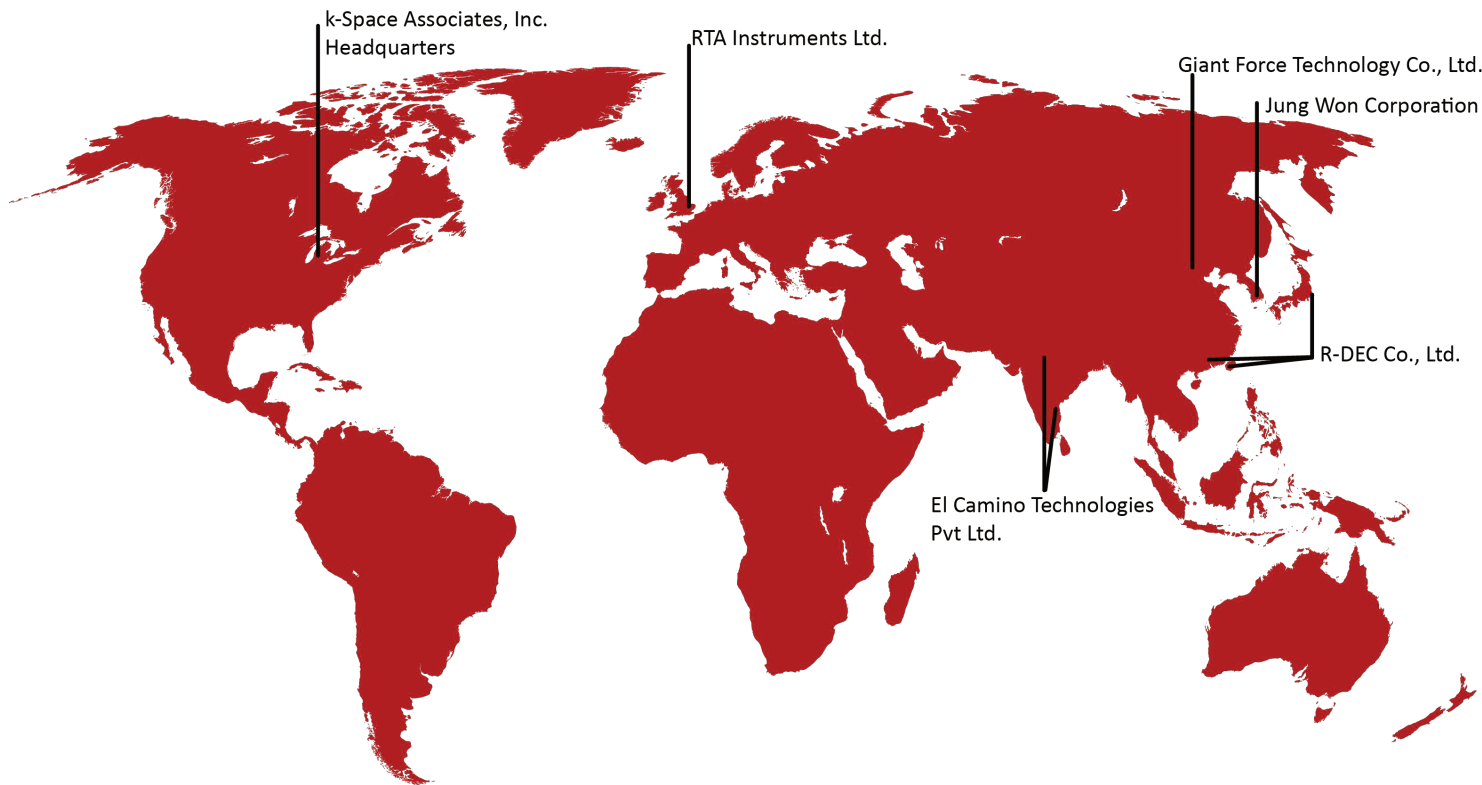 k-Space Associates, Inc.
Headquarters
RTA Instruments Ltd.
Giant Force Technology Co., Ltd.
Jung Won Corporation
R-DEC Co., Ltd.
El Camino Technologies
Pvt Ltd.